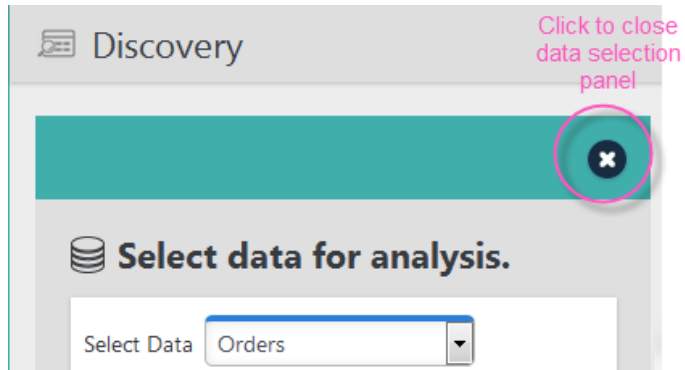 Discovery
Click to close
data selection
panel
Select data for analysis.
Select Data Orders